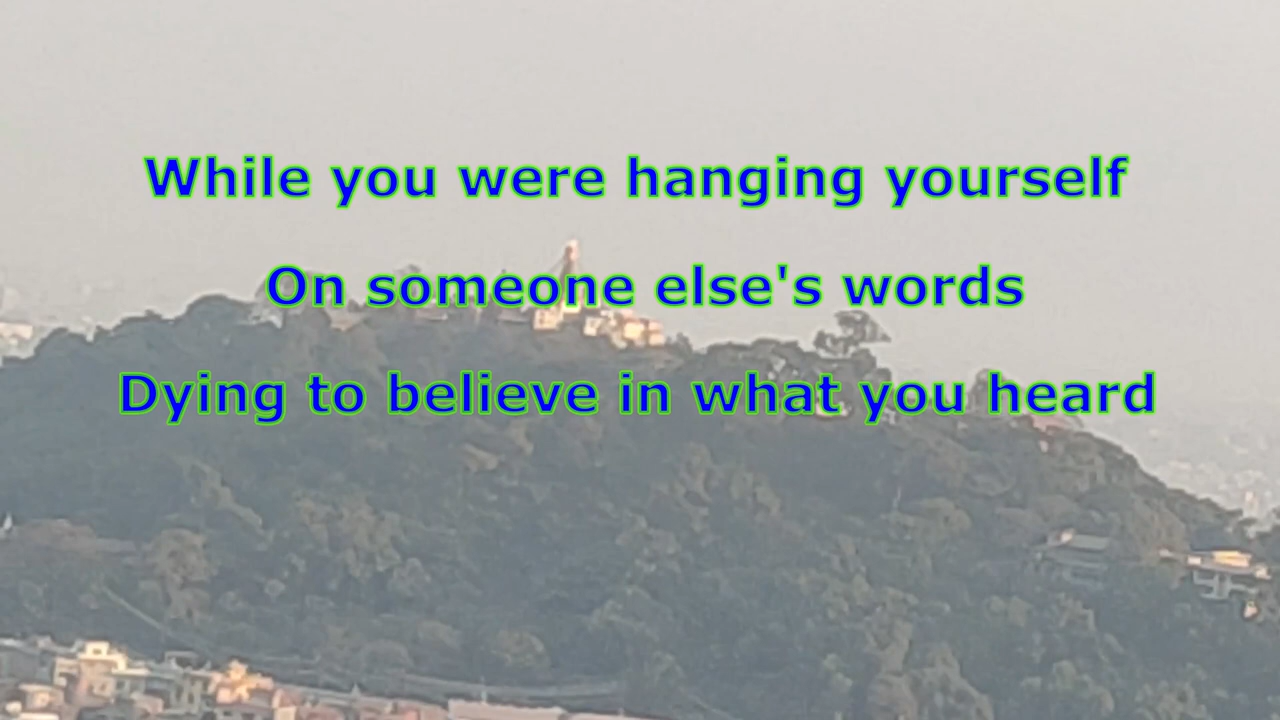 While you were hanging yourself
On someone else's words
Dying to believe in what you heard